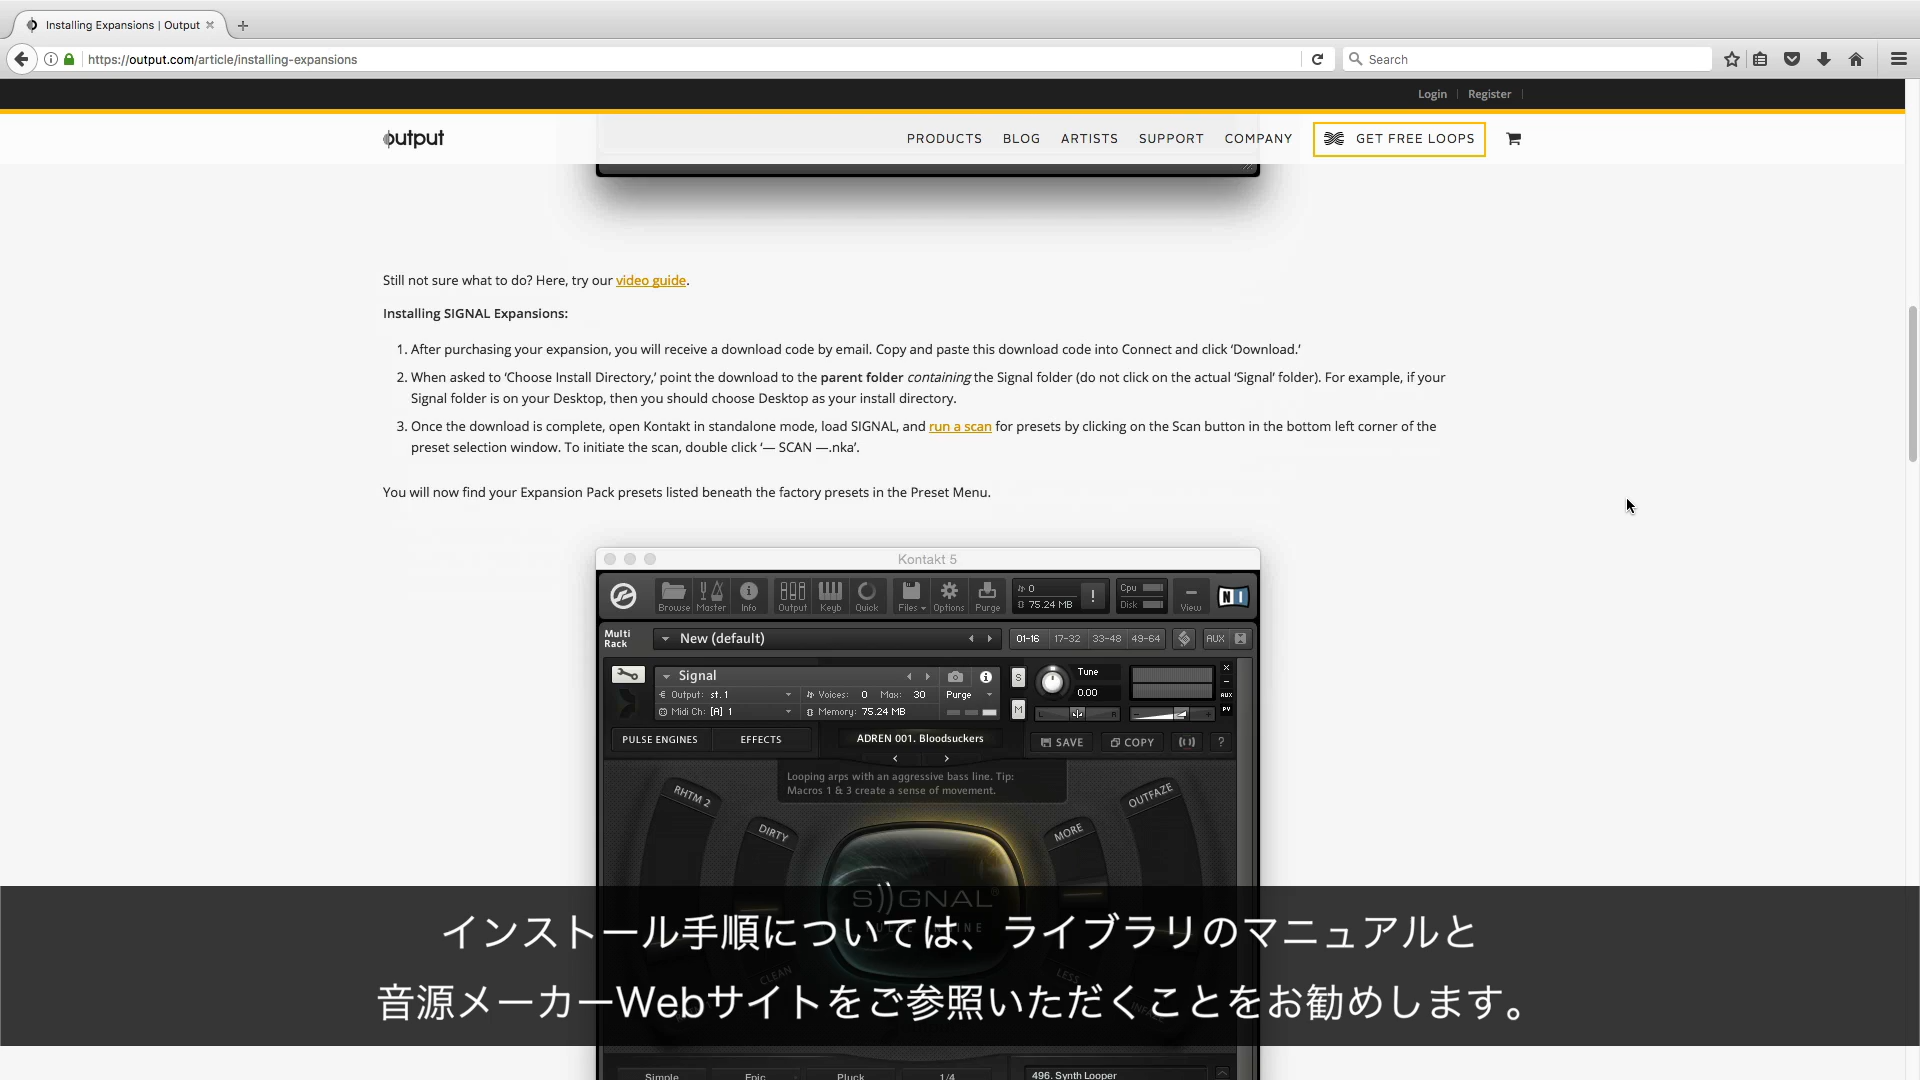 Installing Expansions | Output
https://output.com/article/installing-expansions
Search
Login
Register
output
PRODUCTS
BLOG
ARTISTS
SUPPORT
COMPANY
GET FREE LOOPS
Still not sure what to do? Here, try our video guide.
Installing SIGNAL Expansions:
1. After purchasing your expansion, you will receive a download code by email. Copy and paste this download code into Connect and click ‘Download.’
2. When asked to ‘Choose Install Directory,’ point the download to the parent folder containing the Signal folder (do not click on the actual ‘Signal’ folder). For example, if your
Signal folder is on your Desktop, then you should choose Desktop as your install directory.
3. Once the download is complete, open Kontakt in standalone mode, load SIGNAL, and run a scan for presets by clicking on the Scan button in the bottom left corner of the
preset selection window. To initiate the scan, double click ‘— SCAN —.nka’.
You will now find your Expansion Pack presets listed beneath the factory presets in the Preset Menu.
Kontakt 5
Browse
Master
Info
Output
Keyb
Quick
Files
Options
Purge
0
75.24 MB
!
Cpu
Disk
View
NI
Multi
Rack
New (default)
01-16
17-32
33-48
49-64
AUX
Signal
Output: st.1
Voices: 0 Max: 30
Purge
Midi Ch: [A] 1
Memory: 75.24 MB
S
M
Tune
0.00
L
R
AUX
PV
PULSE ENGINES
EFFECTS
ADREN 001. Bloodsuckers
SAVE
COPY
?
Looping arps with an aggressive bass line. Tip:
Macros 1 & 3 create a sense of movement.
RHTM 2
DIRTY
MORE
OUTFAZE
SIGNAL
CLEAN
LESS
インストール手順については、ライブラリのマニュアルと
音源メーカーWebサイトをご参照いただくことをお勧めします。
Simple
Epic
Pluck
1/4
496. Synth Looper